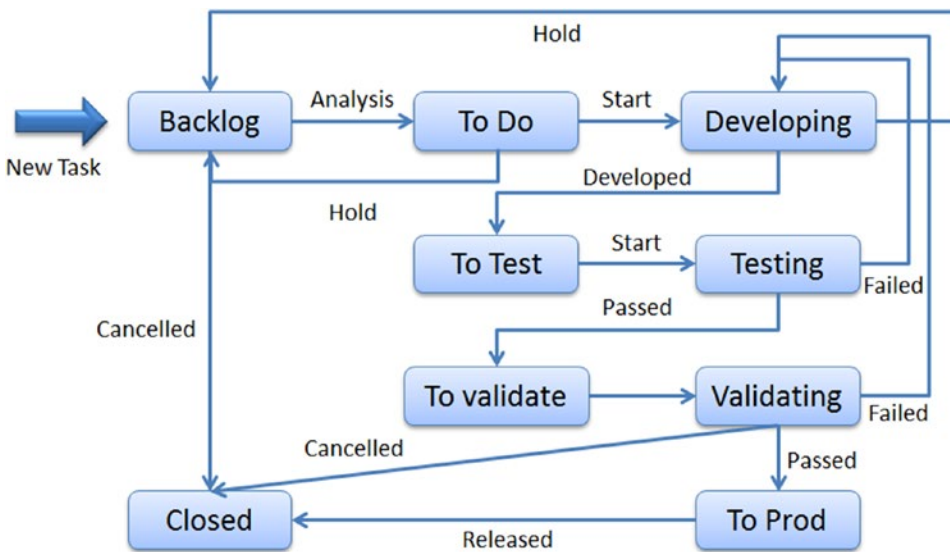 Hold
Backlog
Analysis
To Do
Start
Developing
New Task
Hold
Developed
To Test
Start
Testing
Failed
Passed
Cancelled
To validate
Validating
Failed
Cancelled
Passed
Closed
Released
To Prod